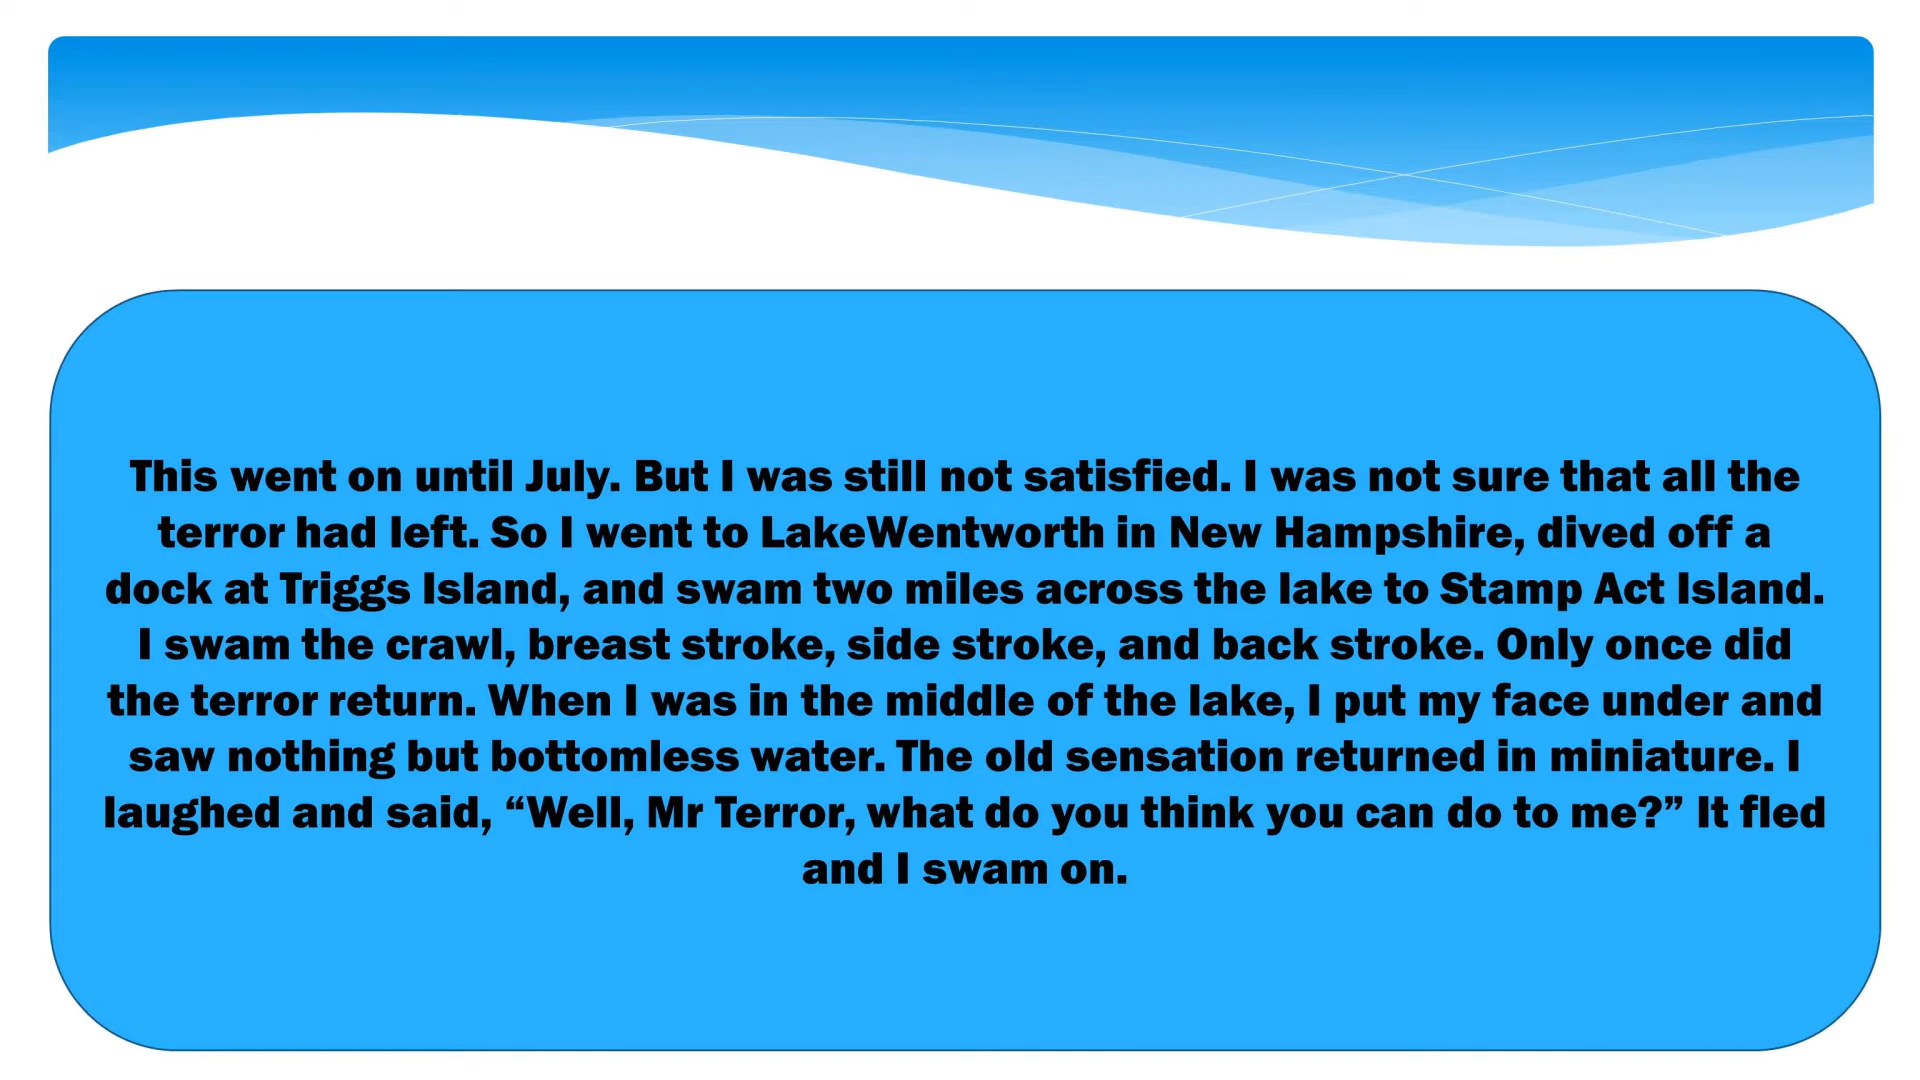 This went on until July. But I was still not satisfied. I was not sure that all the
terror had left. So I went to LakeWentworth in New Hampshire, dived off a
dock at Triggs Island, and swam two miles across the lake to Stamp Act Island.
I swam the crawl, breast stroke, side stroke, and back stroke. Only once did
the terror return. When I was in the middle of the lake, I put my face under and
saw nothing but bottomless water. The old sensation returned in miniature. I
laughed and said, “Well, Mr Terror, what do you think you can do to me?” It fled
and I swam on.